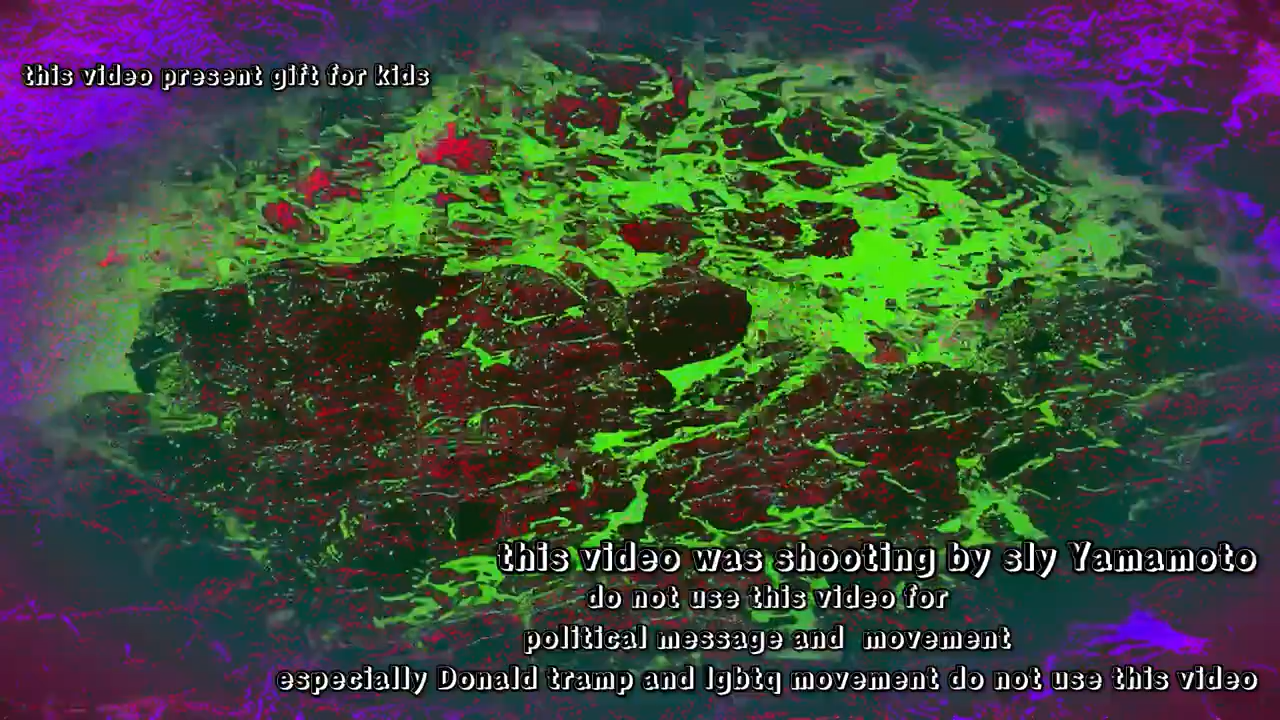 this video present gift for kids
this video was shooting by sly Yamamoto
do not use this video for
political message and movement
especially Donald tramp and lgbtq movement do not use this video